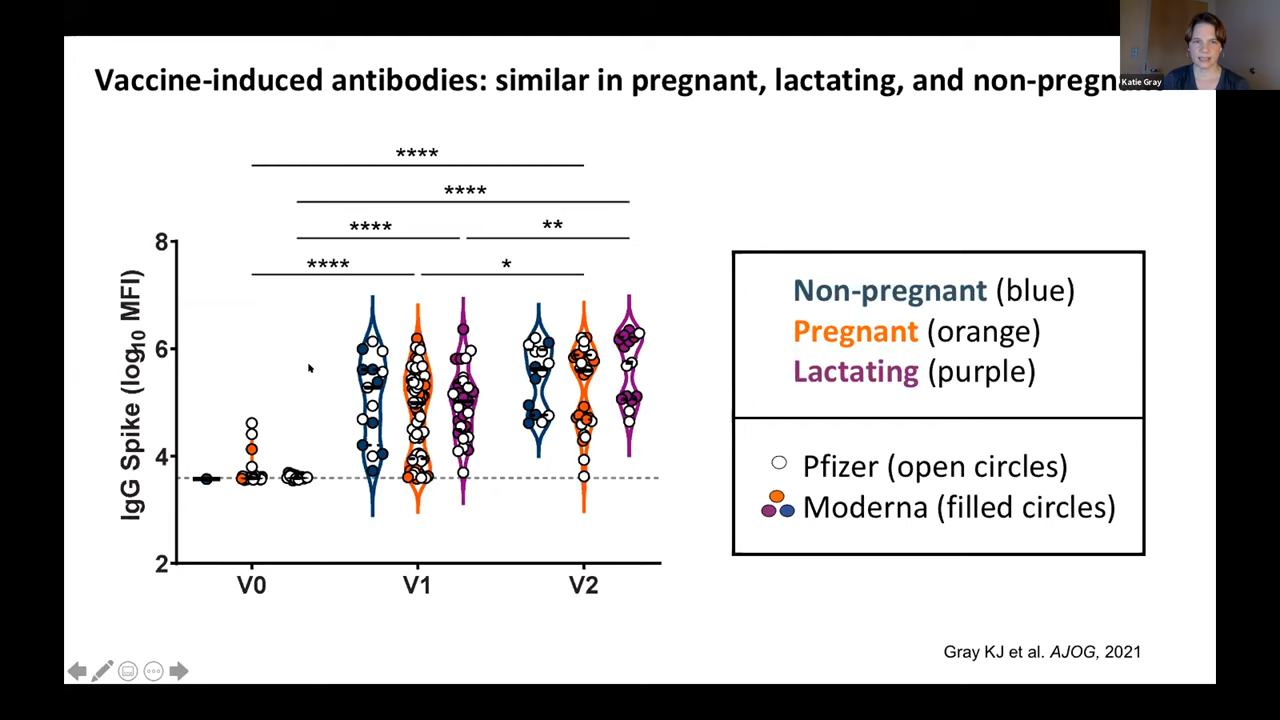 Vaccine-induced antibodies: similar in pregnant, lactating, and
Katie Gray
****
****
**** **
**** *
8
6
4
2
IgG Spike (log10 MFI)
V0 V1 V2
Non-pregnant (blue)
Pregnant (orange)
Lactating (purple)
Pfizer (open circles)
Moderna (filled circles)
Gray KJ et al. AJOG, 2021